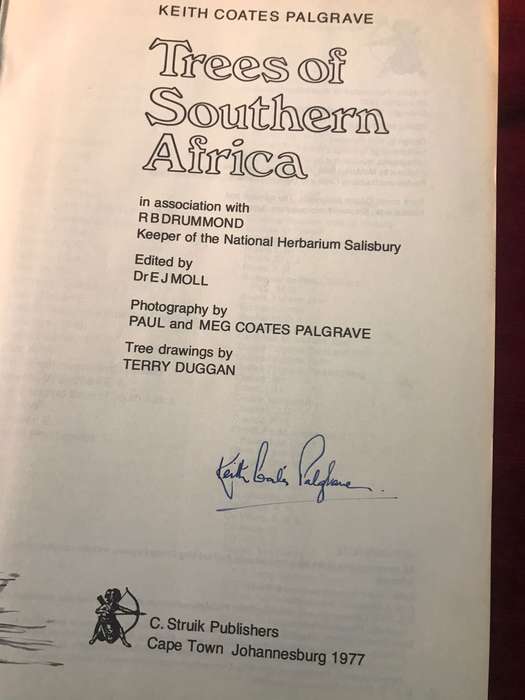 KEITH COATES PALGRAVE
Trees of
Southern
Africa
in association with
R B DRUMMOND
Keeper of the National Herbarium Salisbury
Edited by
Dr E J MOLL
Photography by
PAUL and MEG COATES PALGRAVE
Tree drawings by
TERRY DUGGAN
Keith Coates Palgrave
C. Struik Publishers
Cape Town Johannesburg 1977